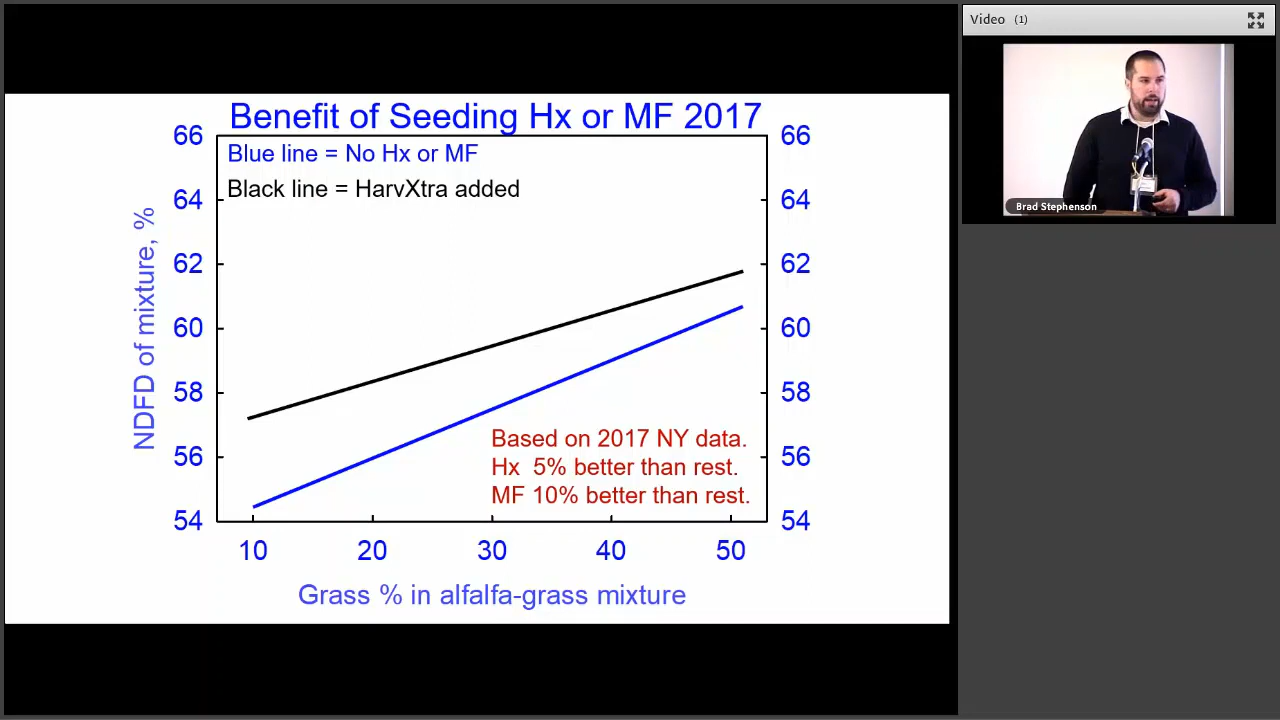 Benefit of Seeding Hx or MF 2017
Blue line = No Hx or MF
Black line = HarvXtra added
66
64
62
60
58
56
54
NDFD of mixture, %
66
64
62
60
58
56
54
Based on 2017 NY data.
Hx  5% better than rest.
MF 10% better than rest.
10 20 30 40 50
Grass % in alfalfa-grass mixture
Video (1)
Brad Stephenson